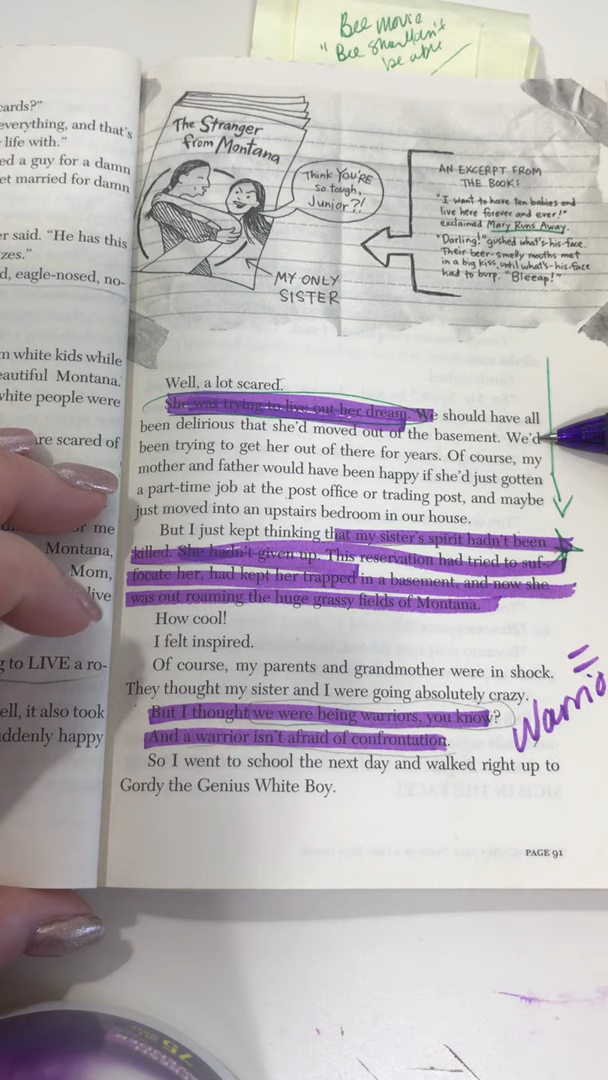 Bee movie
"Bee shouldn't
be able
cards?"
everything, and that's
life with."
ed a guy for a damn
et married for damn
er said. "He has this
zes."
d, eagle-nosed, no-
m white kids while
eautiful Montana.
white people were
are scared of
or me
Montana,
Mom,
live
g to LIVE a ro-
ell, it also took
uddenly happy
The Stranger
from Montana
Think YOU'RE
so tough,
Junior?!
MY ONLY
SISTER
AN EXCERPT FROM
THE BOOK:
"I want to have ten babies and
live here forever and ever!"
exclaimed Mary Runs Away.
"Darling!" gushed what's-his-face.
Their beer-smelly mouths met
in a big kiss, until what's-his-face
had to burp. "Bleeap!"
Well, a lot scared.
She was trying to live out her dream. We should have all
been delirious that she'd moved out of the basement. We'd
been trying to get her out of there for years. Of course, my
mother and father would have been happy if she'd just gotten
a part-time job at the post office or trading post, and maybe
just moved into an upstairs bedroom in our house.
But I just kept thinking that my sister's spirit hadn't been
killed. She hadn't given up. This reservation had tried to suf-
focate her, had kept her trapped in a basement, and now she
was out roaming the huge grassy fields of Montana.
How cool!
I felt inspired.
Of course, my parents and grandmother were in shock.
They thought my sister and I were going absolutely crazy.
But I thought we were being warriors, you know?
And a warrior isn't afraid of confrontation.
So I went to school the next day and walked right up to
Gordy the Genius White Boy.
Warrio
PAGE 91
75